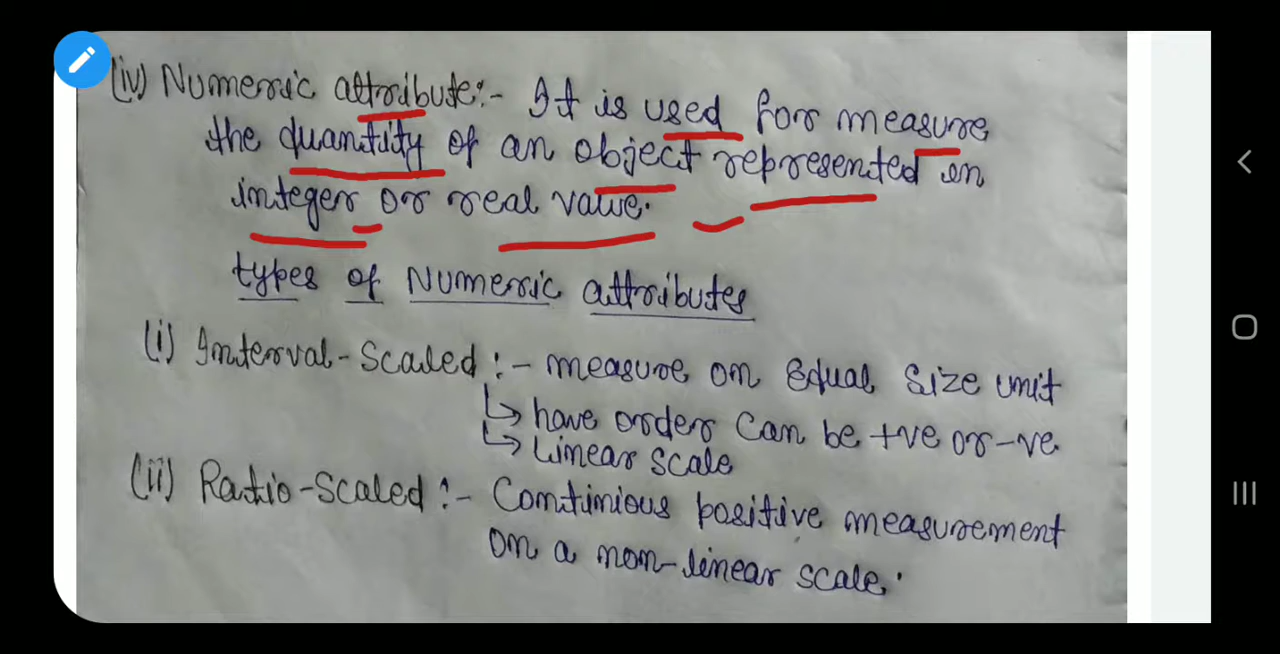 (iv) Numeric attribute:- It is used for measure
the quantity of an object represented in
integer or real value.
types of Numeric attributes
(i) Interval-Scaled :- measure on Equal Size unit
↳ have order can be +ve or -ve
↳ Linear scale
(ii) Ratio-Scaled :- Continious positive measurement
on a non-linear scale.